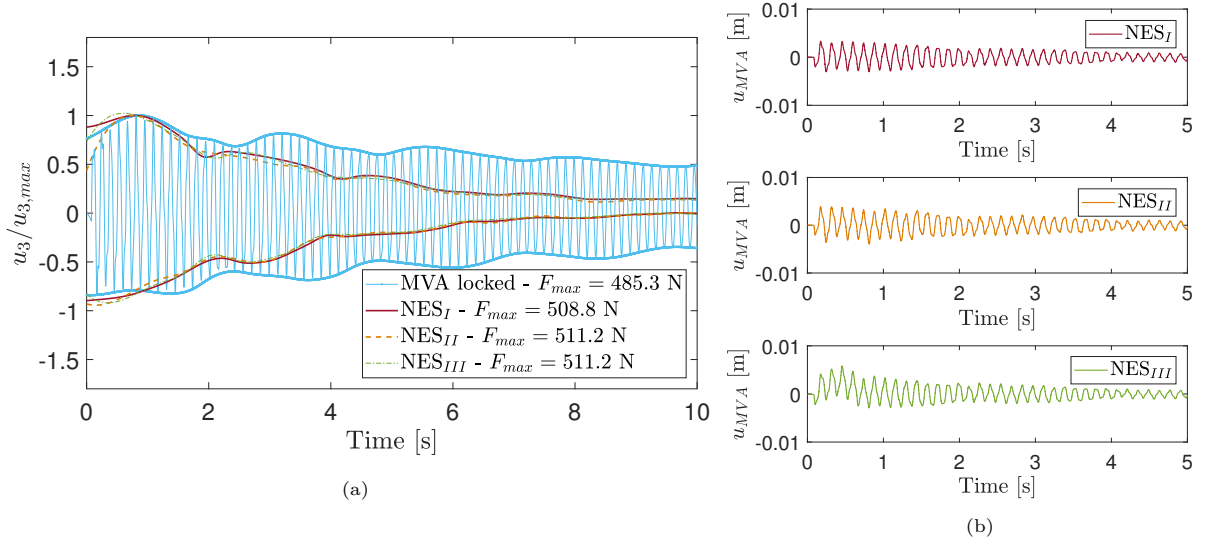 1.5
1
0.5
0
-0.5
-1
-1.5
u3/u3,max
MVA locked - Fmax = 485.3 N
NESI - Fmax = 508.8 N
NESII - Fmax = 511.2 N
NESIII - Fmax = 511.2 N
0 2 4 6 8 10
Time [s]
(a)
0.01
0
-0.01
uMVA [m]
NESI
0 1 2 3 4 5
Time [s]
0.01
0
-0.01
uMVA [m]
NESII
0 1 2 3 4 5
Time [s]
0.01
0
-0.01
uMVA [m]
NESIII
0 1 2 3 4 5
Time [s]
(b)